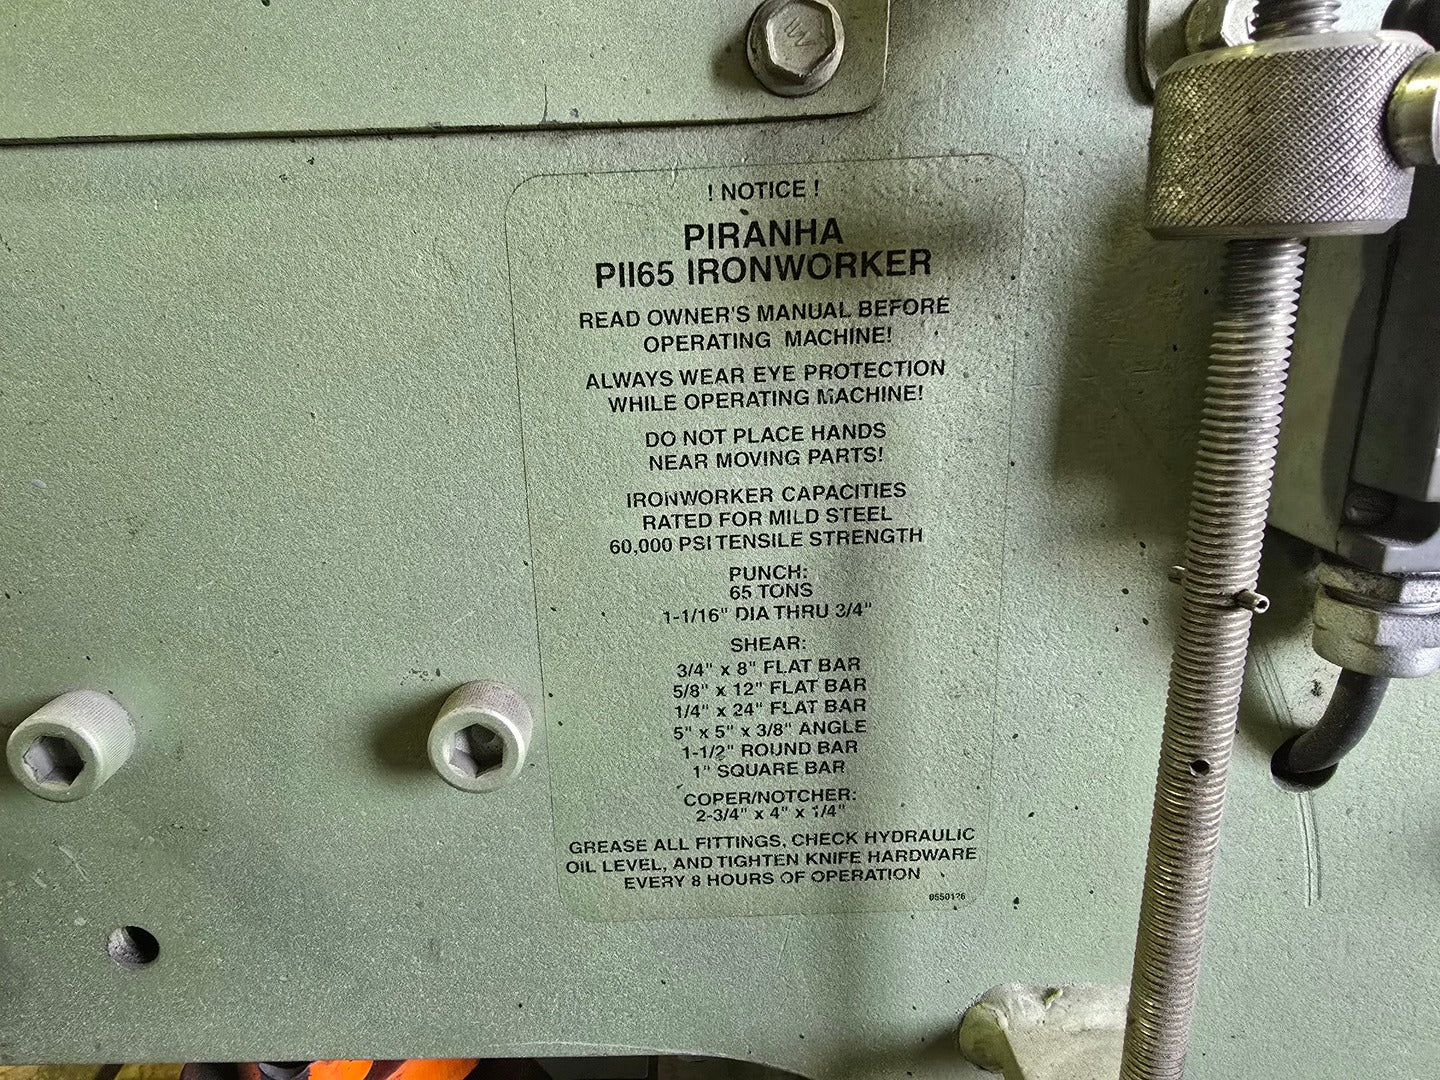 ! NOTICE !
PIRANHA
PII65 IRONWORKER
READ OWNER'S MANUAL BEFORE
OPERATING MACHINE!
ALWAYS WEAR EYE PROTECTION
WHILE OPERATING MACHINE!
DO NOT PLACE HANDS
NEAR MOVING PARTS!
IRONWORKER CAPACITIES
RATED FOR MILD STEEL
60,000 PSI TENSILE STRENGTH
PUNCH:
65 TONS
1-1/16" DIA THRU 3/4"
SHEAR:
3/4" x 8" FLAT BAR
5/8" x 12" FLAT BAR
1/4" x 24" FLAT BAR
5" x 5" x 3/8" ANGLE
1-1/2" ROUND BAR
1" SQUARE BAR
COPER/NOTCHER:
2-3/4" x 4" x 1/4"
GREASE ALL FITTINGS, CHECK HYDRAULIC
OIL LEVEL, AND TIGHTEN KNIFE HARDWARE
EVERY 8 HOURS OF OPERATION